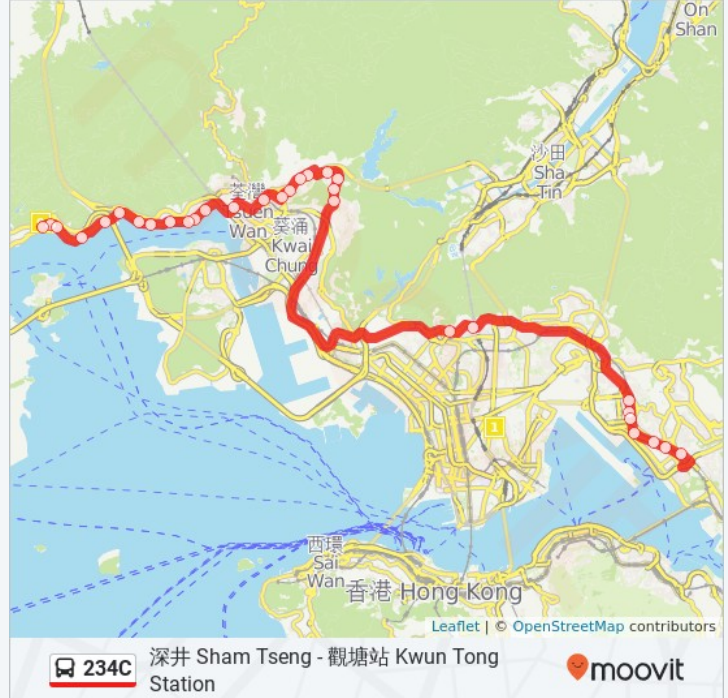 On
Shan
沙田
Sha
Tin
荃灣
Tsuen
Wan
葵涌
Kwai
Chung
1
西環
Sai
Wan
香港 Hong Kong
Leaflet | © OpenStreetMap contributors
234C
深井 Sham Tseng - 觀塘站 Kwun Tong
Station
moovit